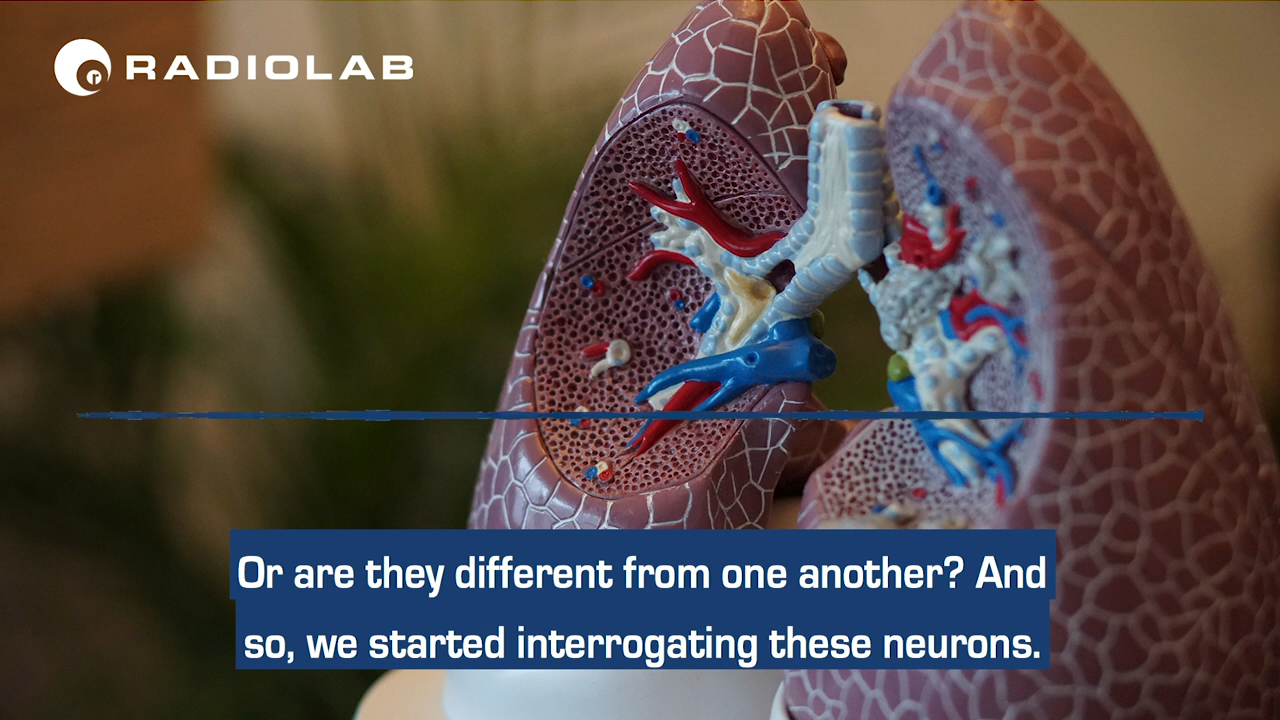 RADIOLAB
Or are they different from one another? And
so, we started interrogating these neurons.